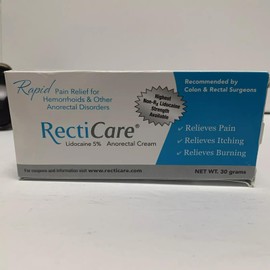 Rapid Pain Relief for
Hemorrhoids & Other
Anorectal Disorders
Highest
Non-Rx Lidocaine
Strength
Available
Recommended by
Colon & Rectal Surgeons
RectiCare®
Lidocaine 5% Anorectal Cream
✓ Relieves Pain
✓ Relieves Itching
✓ Relieves Burning
For coupons and information visit www.recticare.com
NET WT. 30 grams